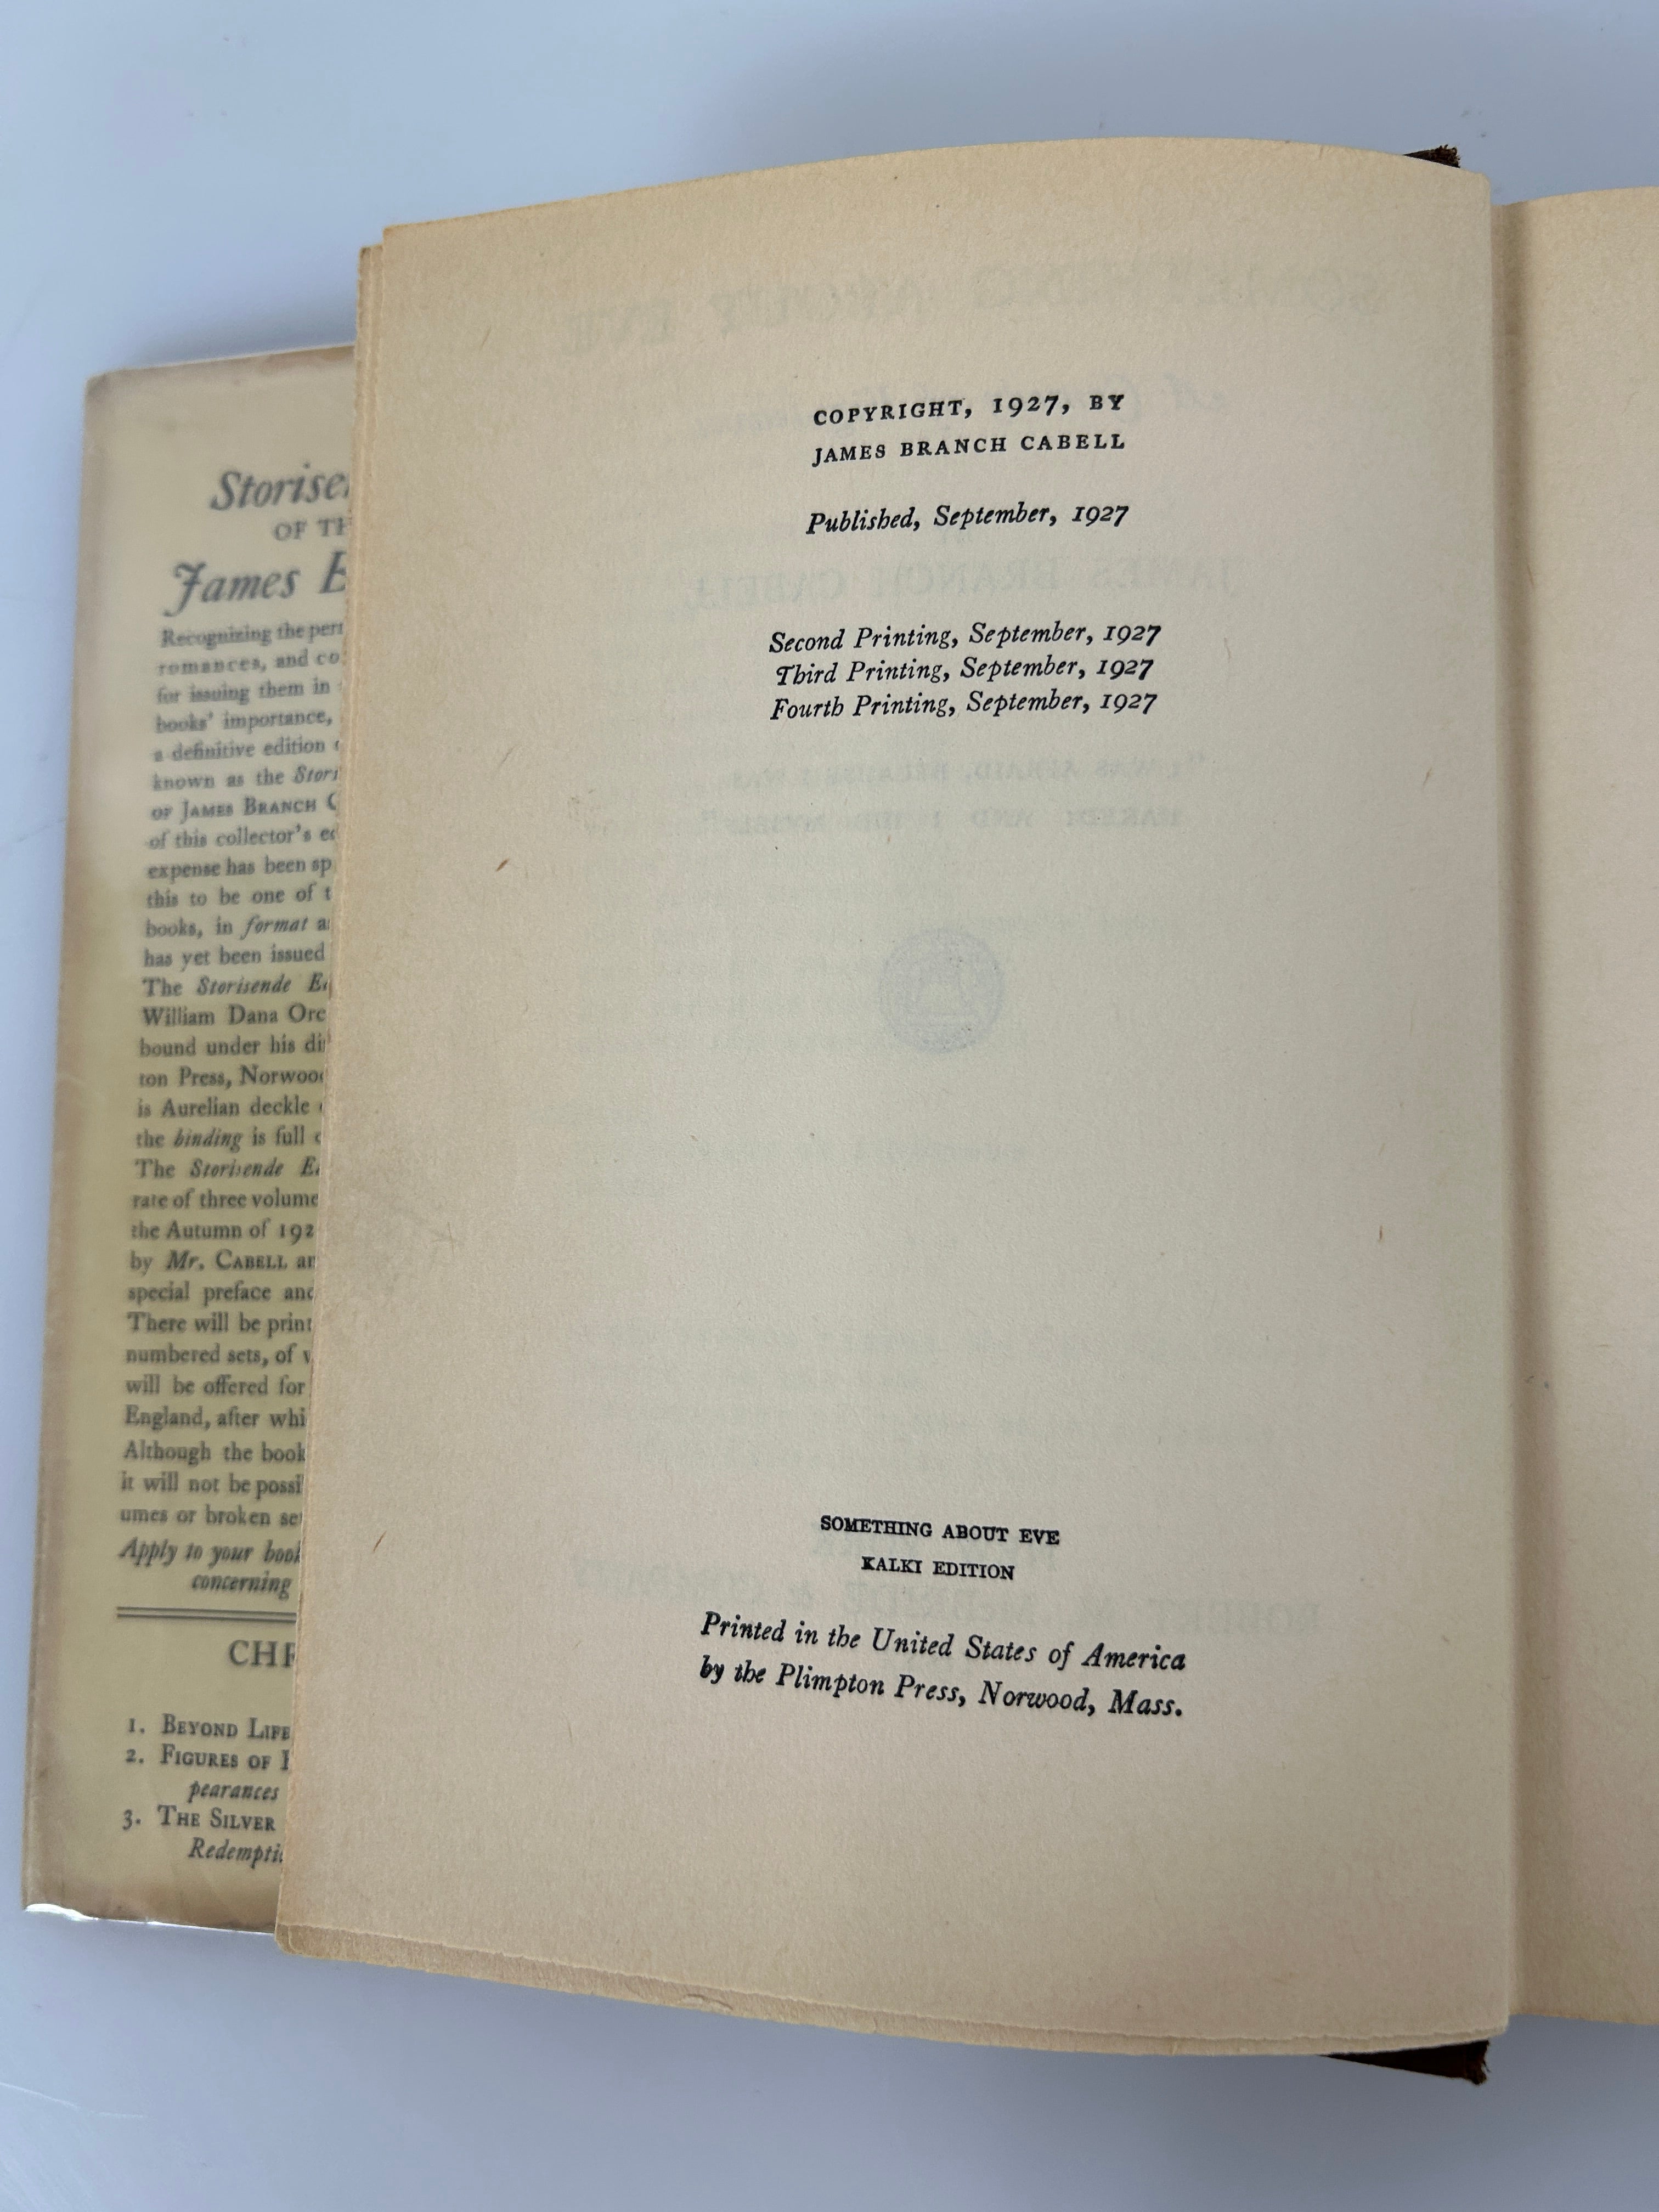 Storise
OF TH
James B
Recognizing the per
romances, and co
for issuing them in
books' importance,
a definitive edition
known as the Stori
OF JAMES BRANCH C
of this collector's ed
expense has been sp
this to be one of t
books, in format a
has yet been issued
The Storisende E
William Dana Orc
bound under his di
ton Press, Norwood
is Aurelian deckle
the binding is full
The Storisende E
rate of three volume
the Autumn of 192
by Mr. CABELL an
special preface and
There will be print
numbered sets, of
will be offered for
England, after whi
Although the book
it will not be possi
umes or broken se
Apply to your book
concerning
CHR
1. BEYOND LIFE
2. FIGURES OF
pearances
3. THE SILVER
Redempti
COPYRIGHT, 1927, BY
JAMES BRANCH CABELL
Published, September, 1927
Second Printing, September, 1927
Third Printing, September, 1927
Fourth Printing, September, 1927
SOMETHING ABOUT EVE
KALKI EDITION
Printed in the United States of America
by the Plimpton Press, Norwood, Mass.